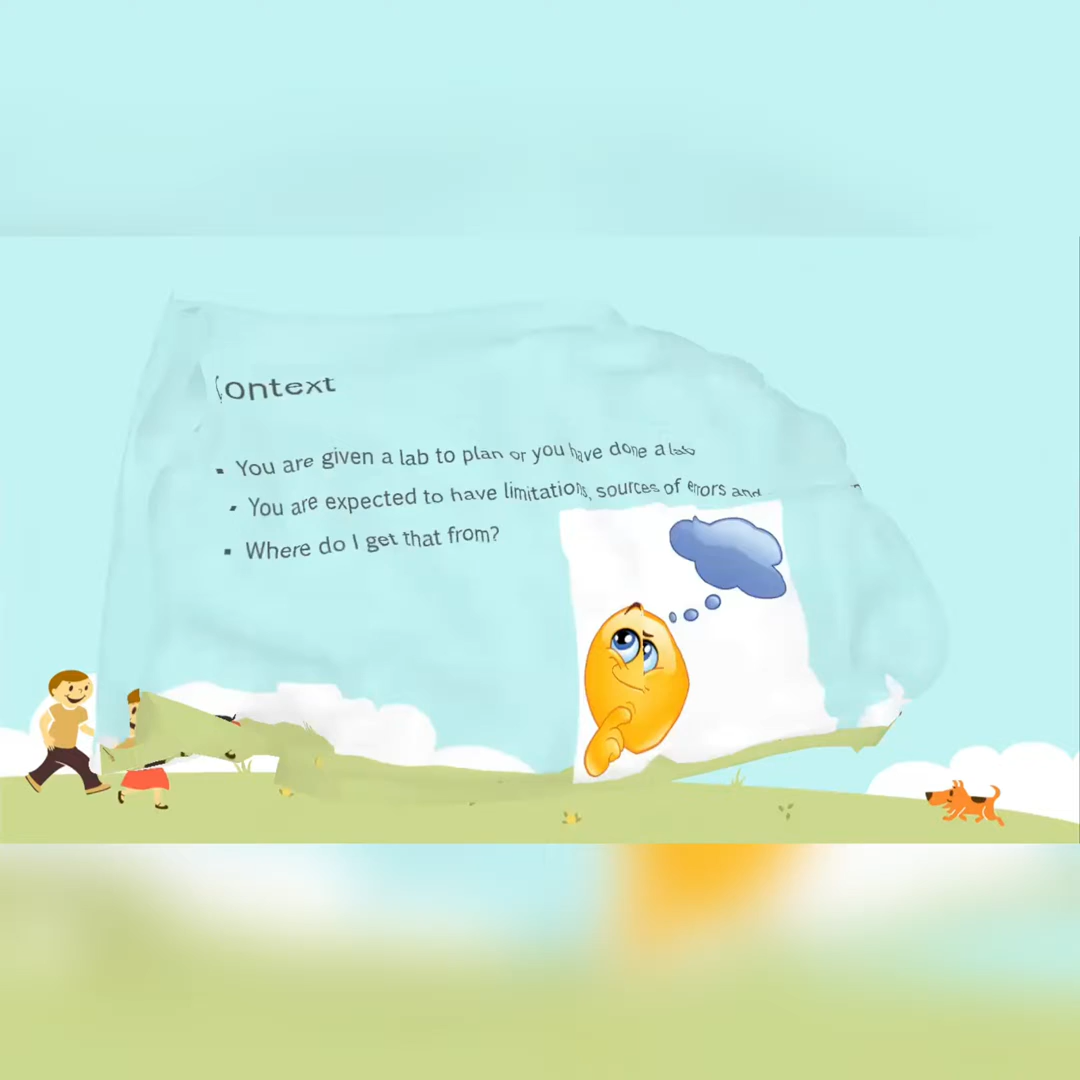 Context
▪ You are given a lab to plan or you have done a lab
▪ You are expected to have limitations, sources of errors and
▪ Where do I get that from?